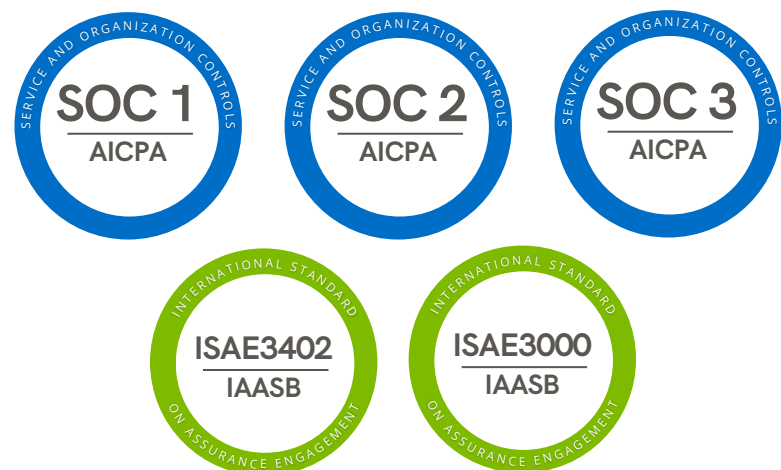 SERVICE AND ORGANIZATION CONTROLS
SOC 1
AICPA
SERVICE AND ORGANIZATION CONTROLS
SOC 2
AICPA
SERVICE AND ORGANIZATION CONTROLS
SOC 3
AICPA
INTERNATIONAL STANDARD
ISAE3402
IAASB
ON ASSURANCE ENGAGEMENT
INTERNATIONAL STANDARD
ISAE3000
IAASB
ON ASSURANCE ENGAGEMENT